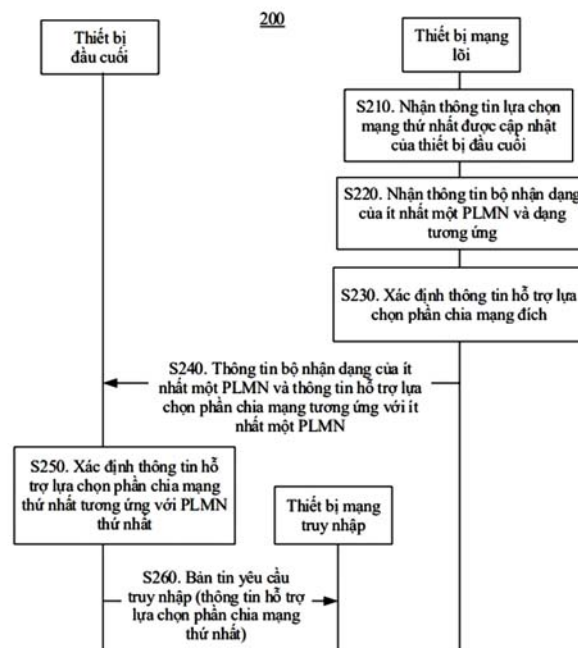 200
Thiết bị
đầu cuối
Thiết bị mạng
lõi
S210. Nhận thông tin lựa chọn
mạng thứ nhất được cập nhật
của thiết bị đầu cuối
S220. Nhận thông tin bộ nhận dạng
của ít nhất một PLMN và dạng
tương ứng
S230. Xác định thông tin hỗ trợ lựa
chọn phần chia mạng đích
S240. Thông tin bộ nhận dạng của ít
nhất một PLMN và thông tin hỗ trợ lựa
chọn phần chia mạng tương ứng với ít
nhất một PLMN
S250. Xác định thông tin hỗ
trợ lựa chọn phần chia mạng
thứ nhất tương ứng với PLMN
thứ nhất
Thiết bị mạng
truy nhập
S260. Bản tin yêu cầu
truy nhập (thông tin hỗ trợ
lựa chọn phần chia mạng
thứ nhất)